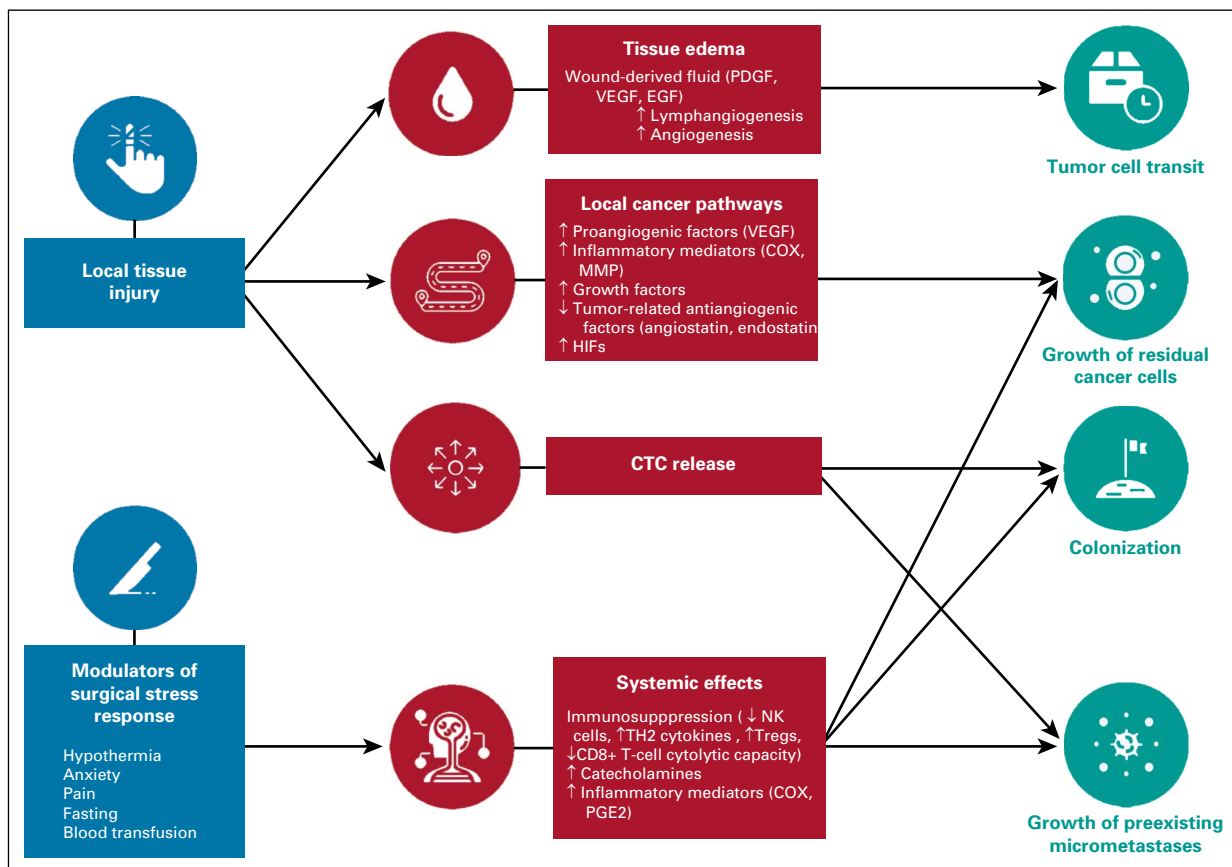 Tissue edema
Wound-derived fluid (PDGF,
VEGF, EGF)
↑ Lymphangiogenesis
↑ Angiogenesis
Tumor cell transit
Local tissue
injury
Local cancer pathways
↑ Proangiogenic factors (VEGF)
↑ Inflammatory mediators (COX,
MMP)
↑ Growth factors
↓ Tumor-related antiangiogenic
factors (angiostatin, endostatin
↑ HIFs
Growth of residual
cancer cells
CTC release
Colonization
Modulators of
surgical stress
response
Hypothermia
Anxiety
Pain
Fasting
Blood transfusion
Systemic effects
Immunosupppression ( ↓ NK
cells, ↑TH2 cytokines , ↑Tregs,
↓CD8+ T-cell cytolytic capacity)
↑ Catecholamines
↑ Inflammatory mediators (COX,
PGE2)
Growth of preexisting
micrometastases